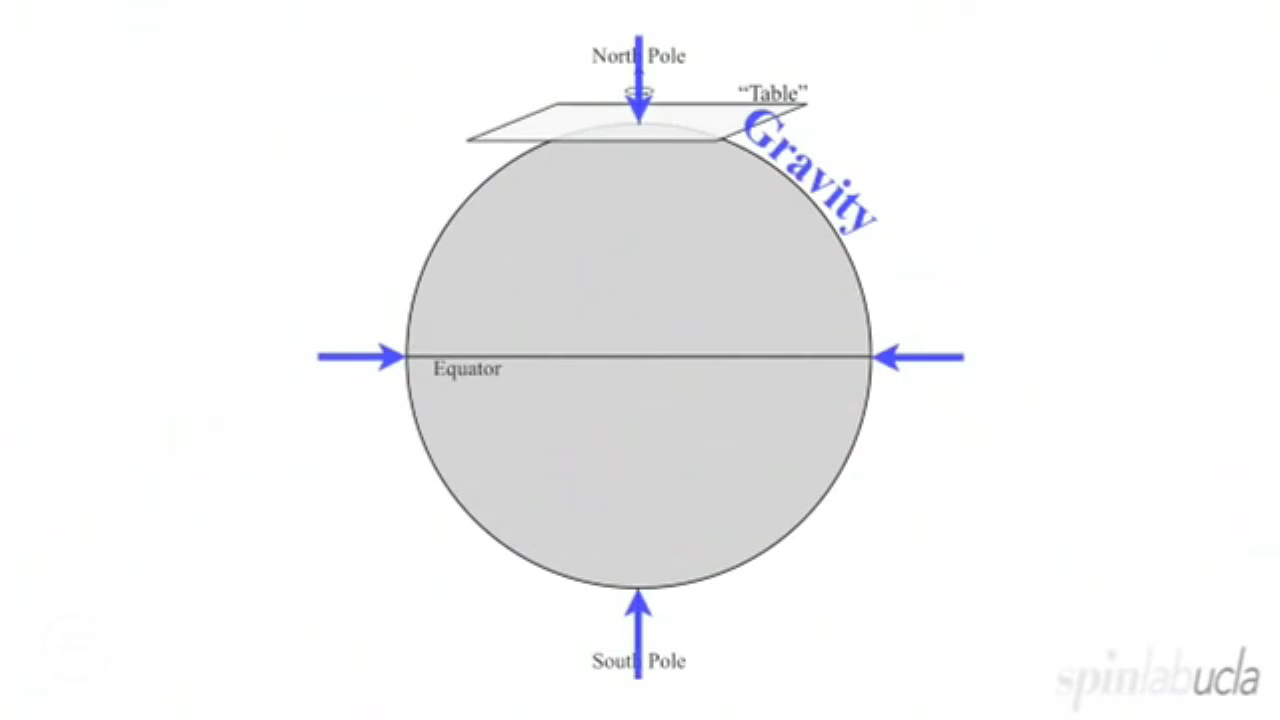 North Pole
“Table”
Gravity
Equator
South Pole
spinlabucla